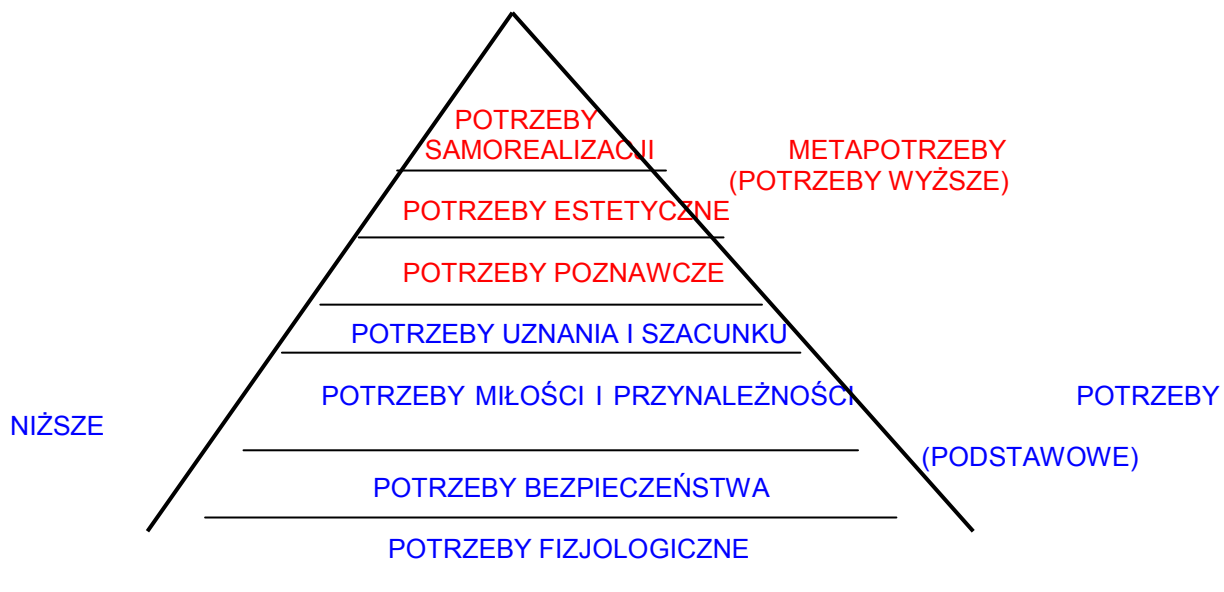 POTRZEBY
SAMOREALIZACJI METAPOTRZEBY
(POTRZEBY WYŻSZE)
POTRZEBY ESTETYCZNE
POTRZEBY POZNAWCZE
POTRZEBY UZNANIA I SZACUNKU
POTRZEBY MIŁOŚCI I PRZYNALEŻNOŚCI POTRZEBY
NIŻSZE
(PODSTAWOWE)
POTRZEBY BEZPIECZEŃSTWA
POTRZEBY FIZJOLOGICZNE